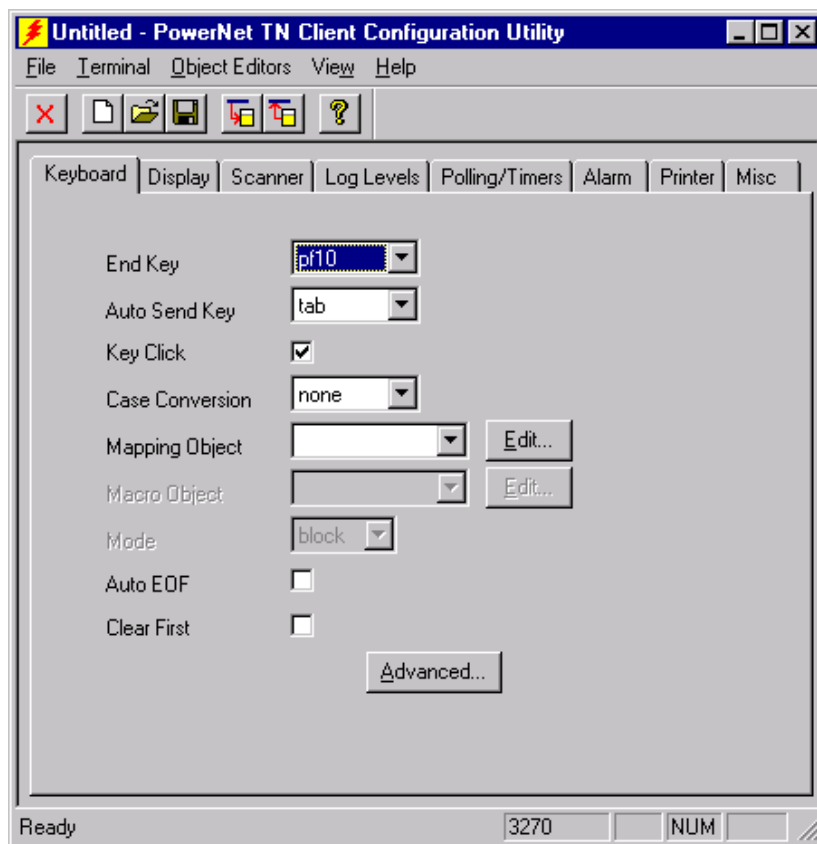 Untitled - PowerNet TN Client Configuration Utility
File Terminal Object Editors View Help
Keyboard Display Scanner Log Levels Polling/Timers Alarm Printer Misc
End Key pf10
Auto Send Key tab
Key Click
Case Conversion none
Mapping Object Edit...
Macro Object Edit...
Mode block
Auto EOF
Clear First
Advanced...
Ready 3270 NUM